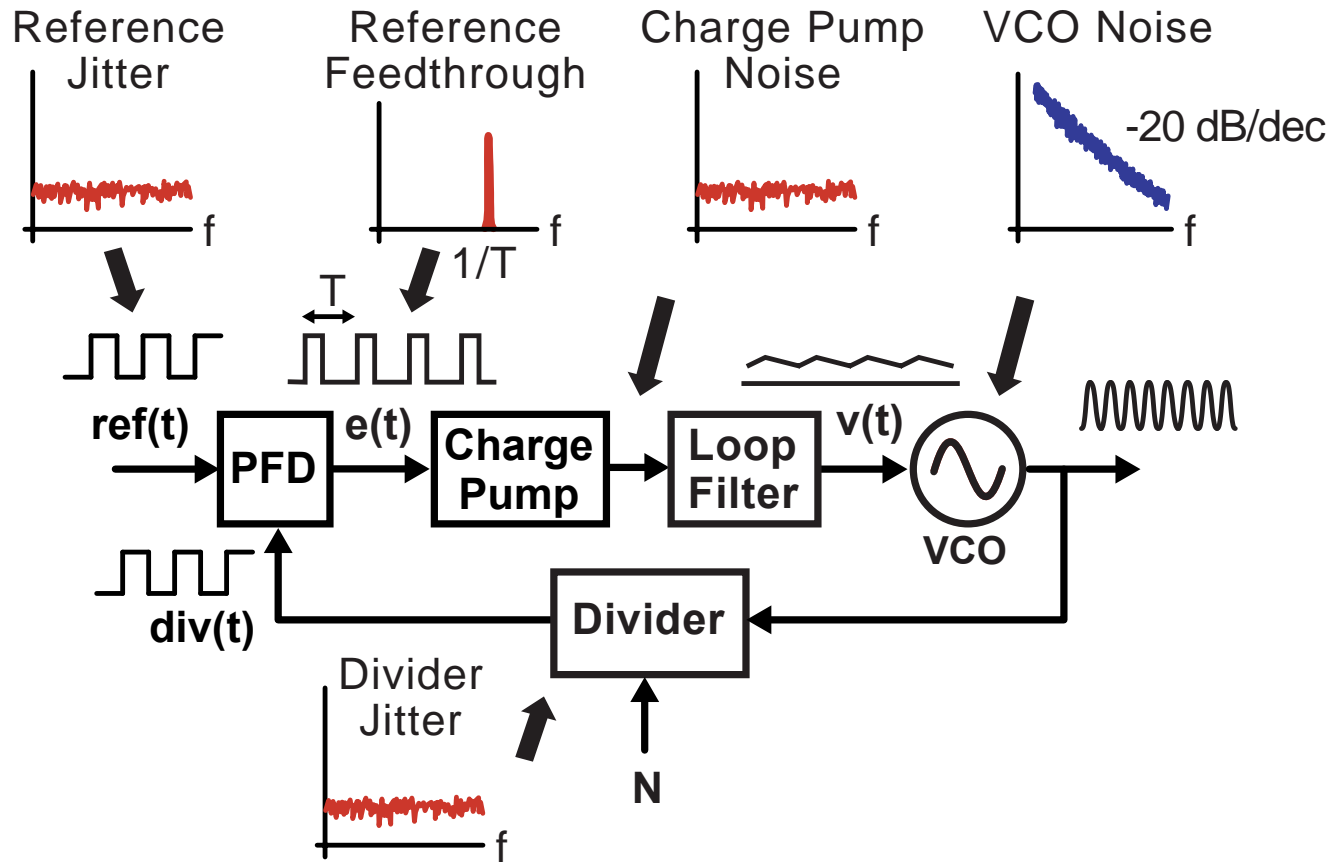 Reference
Jitter
Reference
Feedthrough
Charge Pump
Noise
VCO Noise
-20 dB/dec
f
f
f
f
1/T
T
ref(t)
PFD
e(t)
Charge
Pump
Loop
Filter
v(t)
VCO
div(t)
Divider
Divider
Jitter
N
f